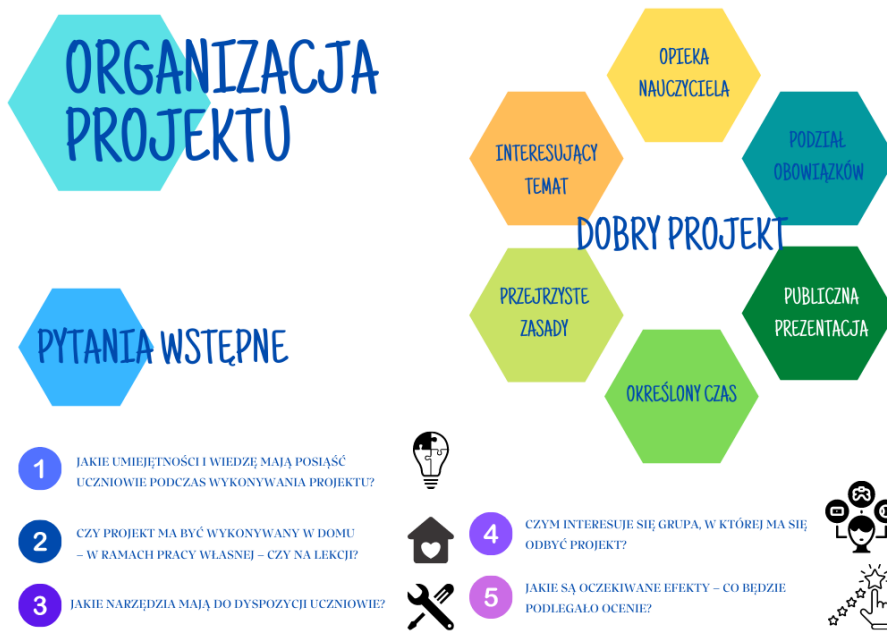 ORGANIZACJA
PROJEKTU
OPIEKA
NAUCZYCIELA
INTERESUJĄCY
TEMAT
PODZIAŁ
OBOWIĄZKÓW
DOBRY PROJEKT
PRZEJRZYSTE
ZASADY
PUBLICZNA
PREZENTACJA
OKREŚLONY CZAS
PYTANIA WSTĘPNE
1 JAKIE UMIEJĘTNOŚCI I WIEDZĘ MAJĄ POSIĄŚĆ
UCZNIOWIE PODCZAS WYKONYWANIA PROJEKTU?
2 CZY PROJEKT MA BYĆ WYKONYWANY W DOMU
– W RAMACH PRACY WŁASNEJ – CZY NA LEKCJI?
3 JAKIE NARZĘDZIA MAJĄ DO DYSPOZYCJI UCZNIOWIE?
4 CZYM INTERESUJE SIĘ GRUPA, W KTÓREJ MA SIĘ
ODBYĆ PROJEKT?
5 JAKIE SĄ OCZEKIWANE EFEKTY – CO BĘDZIE
PODLEGAŁO OCENIE?